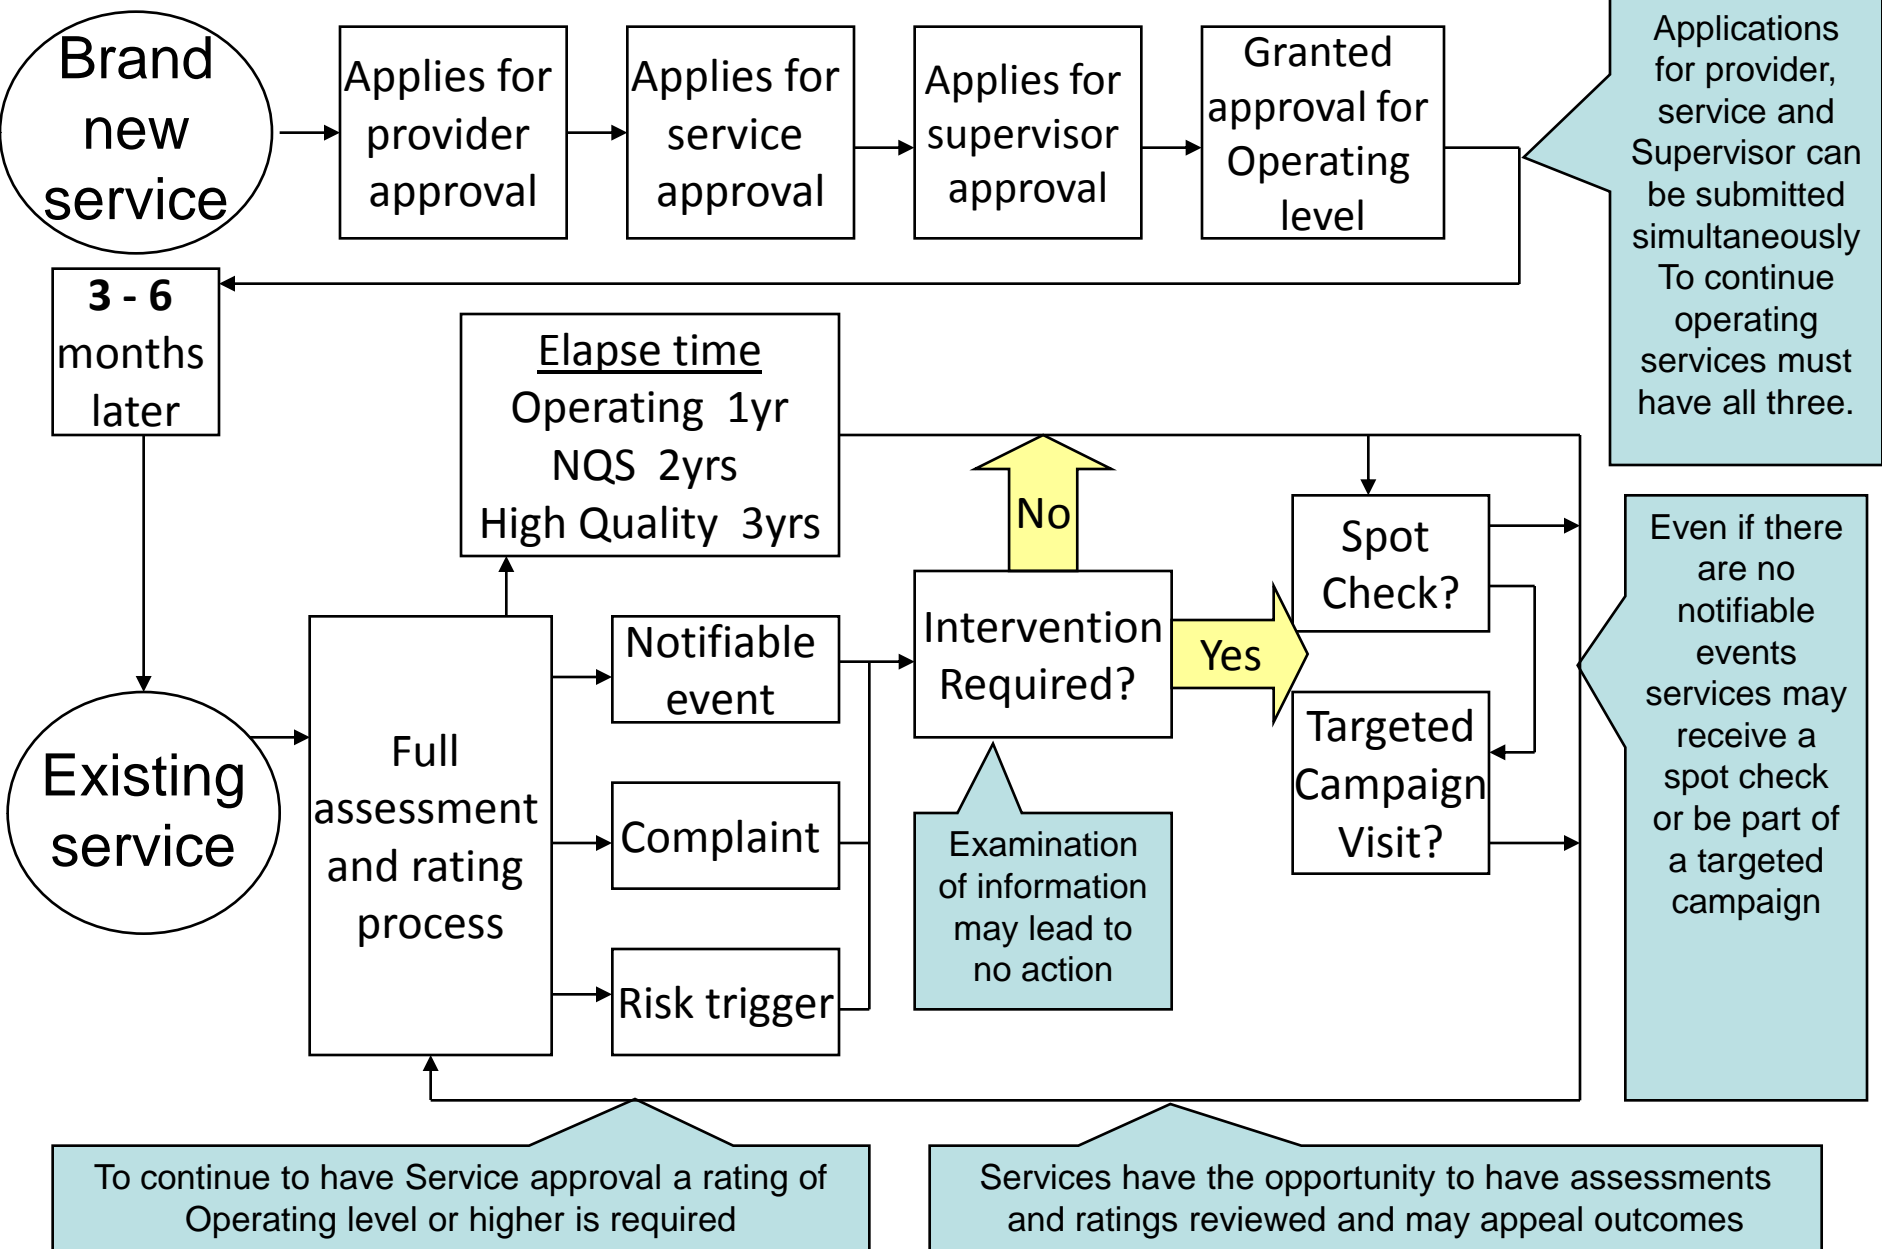 Brand
new
service
Applies for
provider
approval
Applies for
service
approval
Applies for
supervisor
approval
Granted
approval for
Operating
level
Applications
for provider,
service and
Supervisor can
be submitted
simultaneously
To continue
operating
services must
have all three.
3 - 6
months
later
Elapse time
Operating 1yr
NQS 2yrs
High Quality 3yrs
No
Spot
Check?
Even if there
are no
notifiable
events
services may
receive a
spot check
or be part of
a targeted
campaign
Existing
service
Full
assessment
and rating
process
Notifiable
event
Complaint
Risk trigger
Intervention
Required?
Yes
Targeted
Campaign
Visit?
Examination
of information
may lead to
no action
To continue to have Service approval a rating of
Operating level or higher is required
Services have the opportunity to have assessments
and ratings reviewed and may appeal outcomes